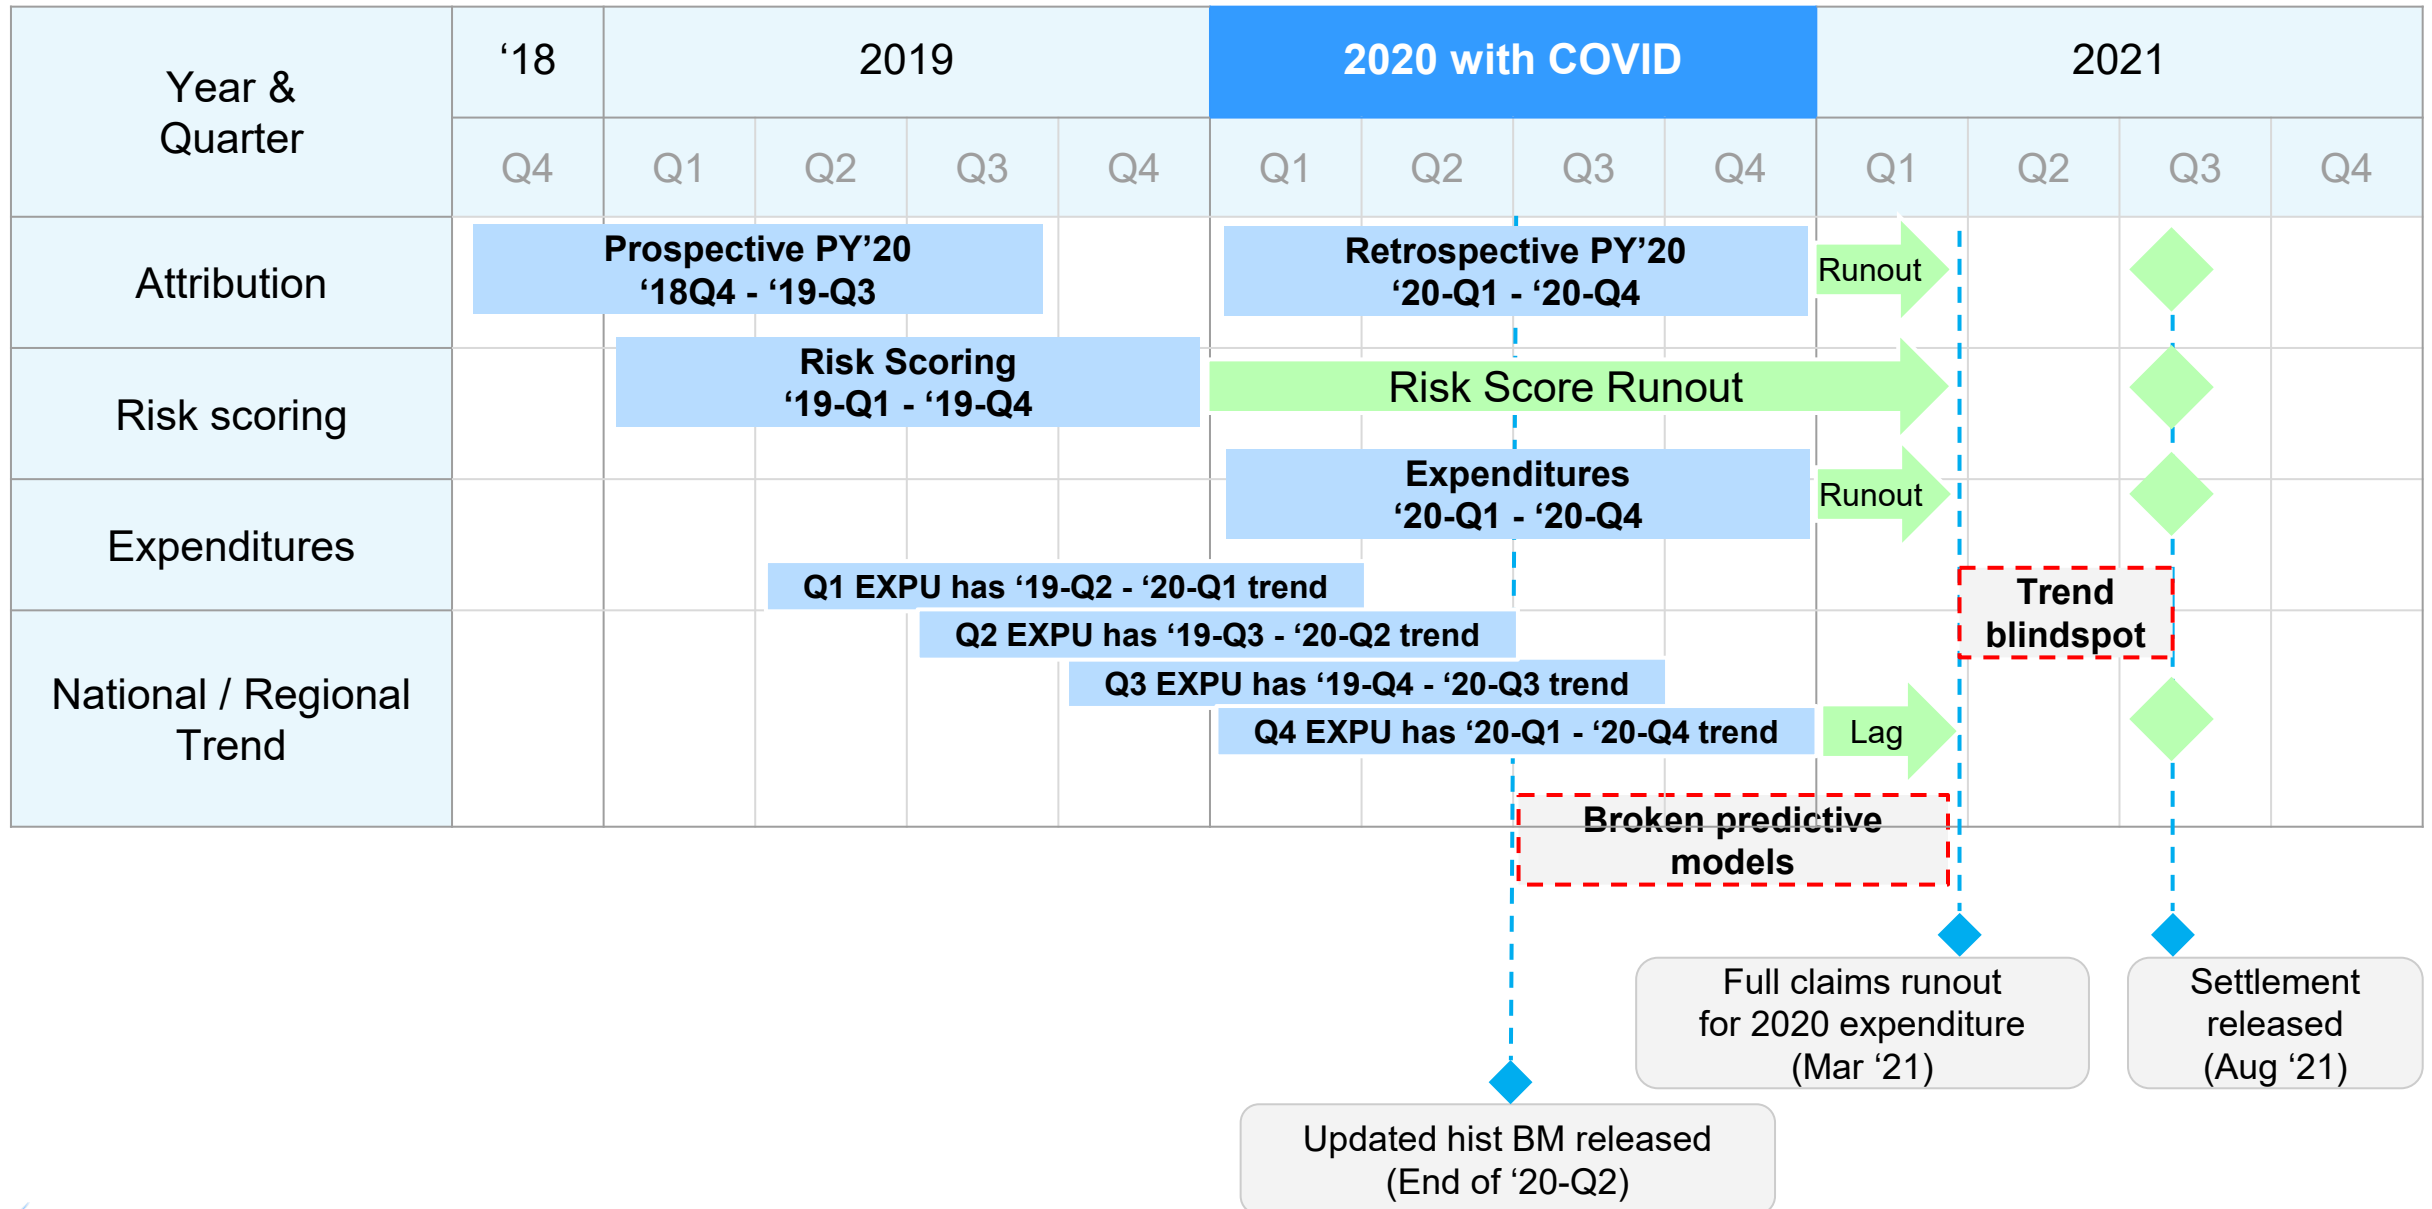 Year &
Quarter
‘18
2019
2020 with COVID
2021
Q4
Q1
Q2
Q3
Q4
Q1
Q2
Q3
Q4
Q1
Q2
Q3
Q4
Attribution
Prospective PY’20
‘18Q4 - ‘19-Q3
Retrospective PY’20
‘20-Q1 - ‘20-Q4
Runout
Risk scoring
Risk Scoring
‘19-Q1 - ‘19-Q4
Risk Score Runout
Expenditures
Expenditures
‘20-Q1 - ‘20-Q4
Runout
National / Regional
Trend
Q1 EXPU has ‘19-Q2 - ‘20-Q1 trend
Q2 EXPU has ‘19-Q3 - ‘20-Q2 trend
Q3 EXPU has ‘19-Q4 - ‘20-Q3 trend
Q4 EXPU has ‘20-Q1 - ‘20-Q4 trend
Lag
Trend
blindspot
Broken predictive
models
Full claims runout
for 2020 expenditure
(Mar ‘21)
Settlement
released
(Aug ‘21)
Updated hist BM released
(End of ‘20-Q2)